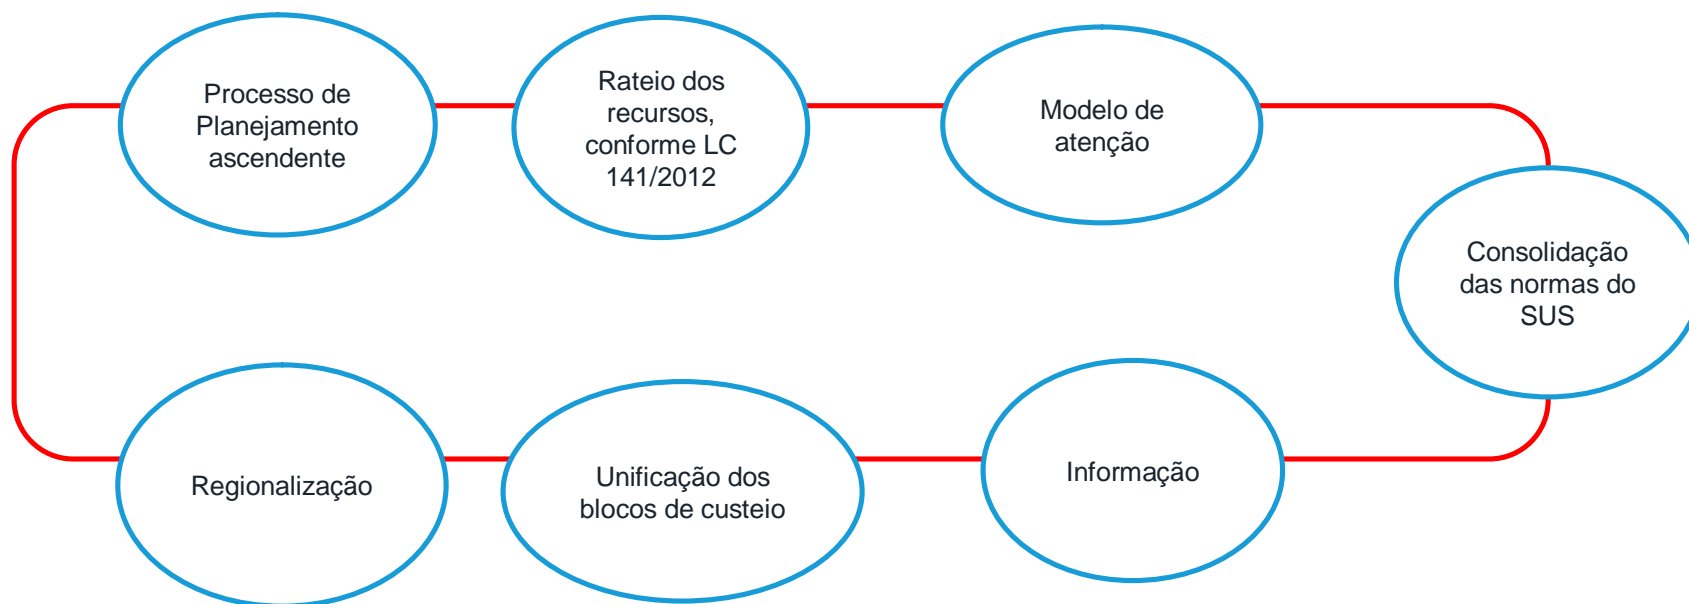 Processo de
Planejamento
ascendente
Rateio dos
recursos,
conforme LC
141/2012
Modelo de
atenção
Consolidação
das normas do
SUS
Regionalização
Unificação dos
blocos de custeio
Informação